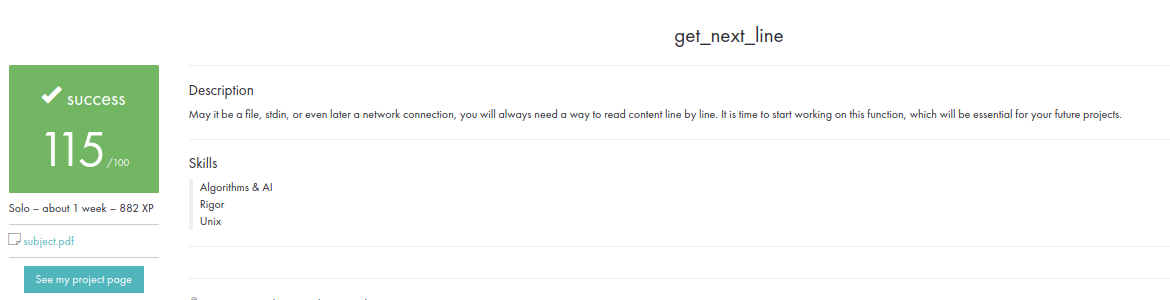 get_next_line
success
115 /100
Solo – about 1 week – 882 XP
subject.pdf
See my project page
Description
May it be a file, stdin, or even later a network connection, you will always need a way to read content line by line. It is time to start working on this function, which will be essential for your future projects.
Skills
Algorithms & AI
Rigor
Unix